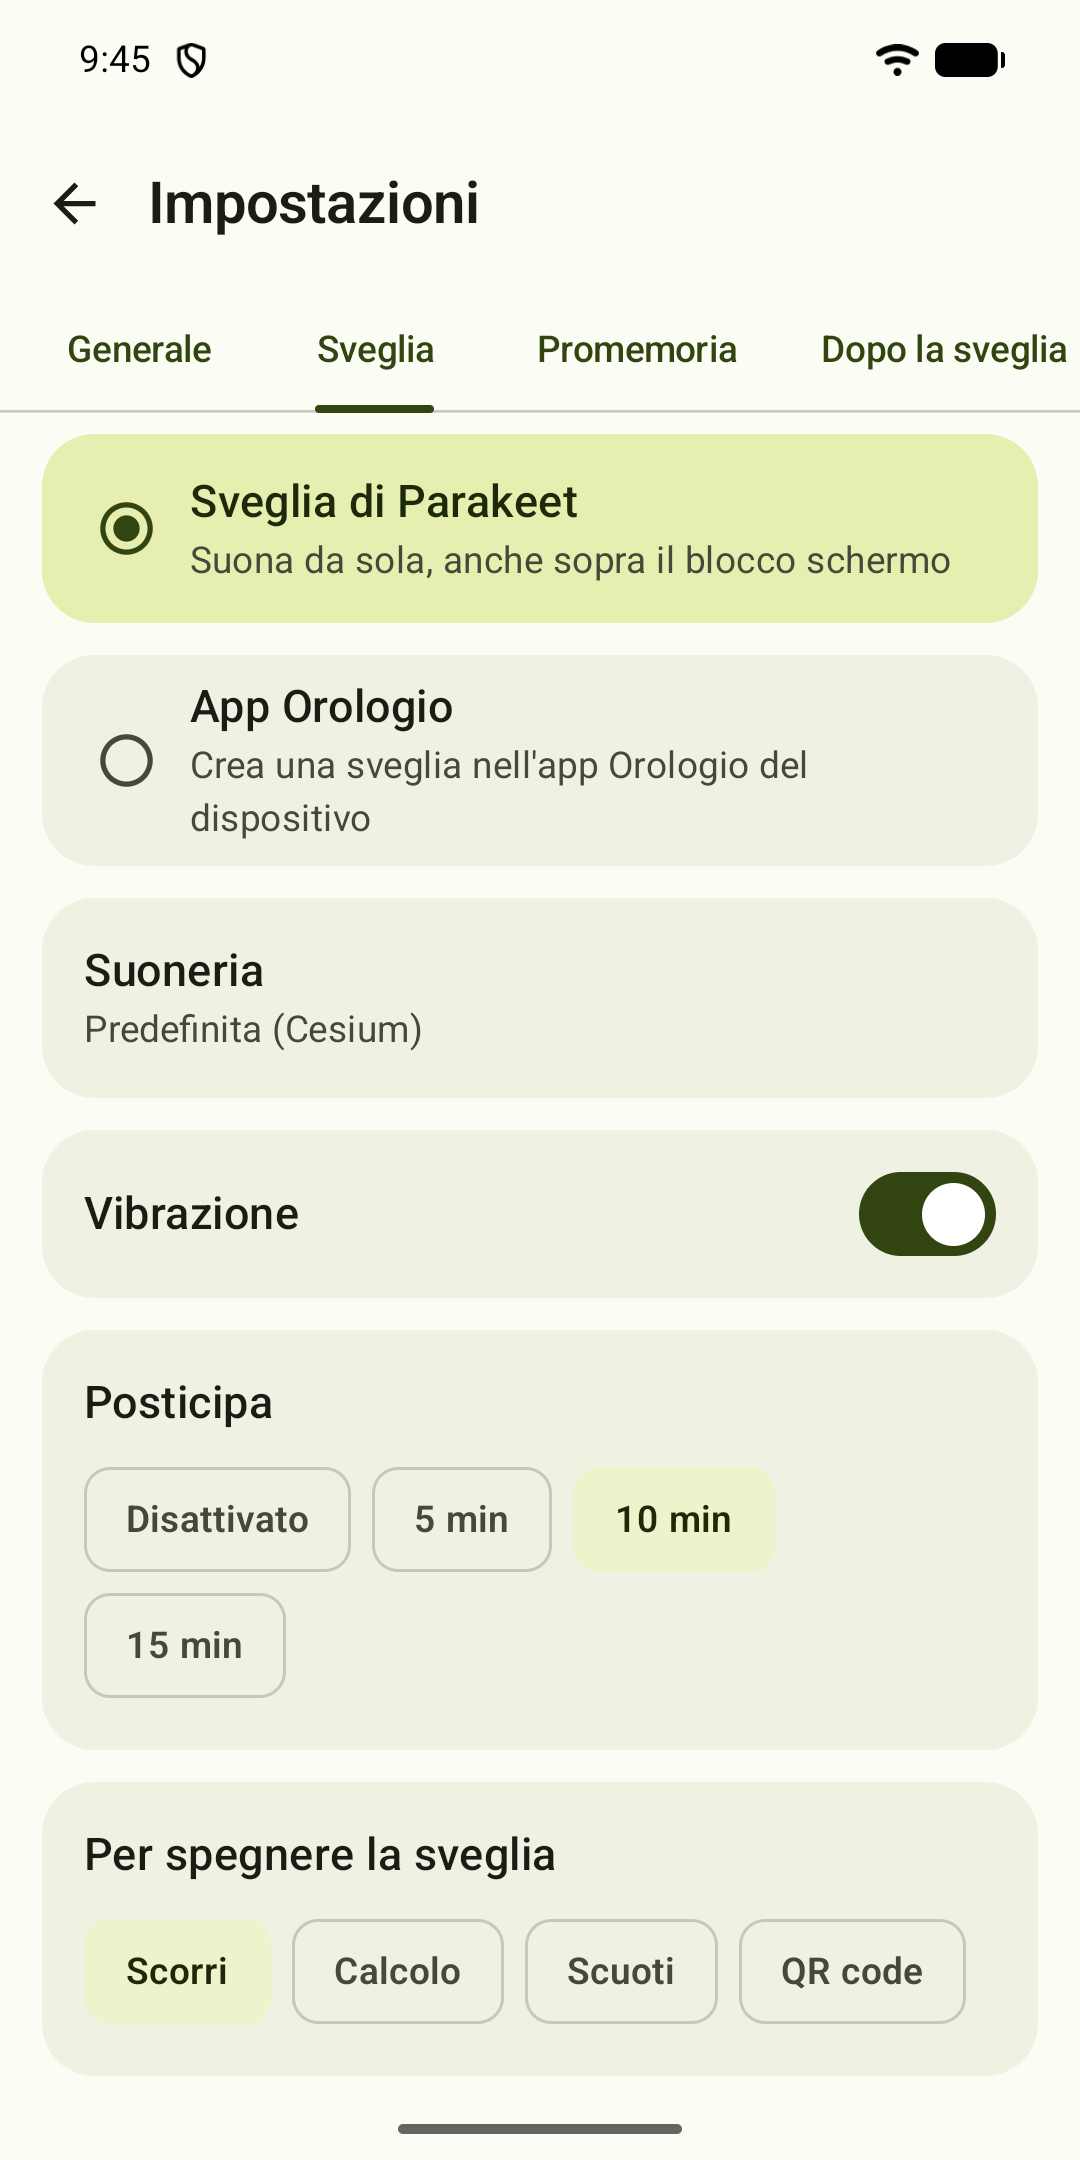 9:45
Impostazioni
Generale
Sveglia
Promemoria
Dopo la sveglia
Sveglia di Parakeet
Suona da sola, anche sopra il blocco schermo
App Orologio
Crea una sveglia nell'app Orologio del
dispositivo
Suoneria
Predefinita (Cesium)
Vibrazione
Posticipa
Disattivato
5 min
10 min
15 min
Per spegnere la sveglia
Scorri
Calcolo
Scuoti
QR code